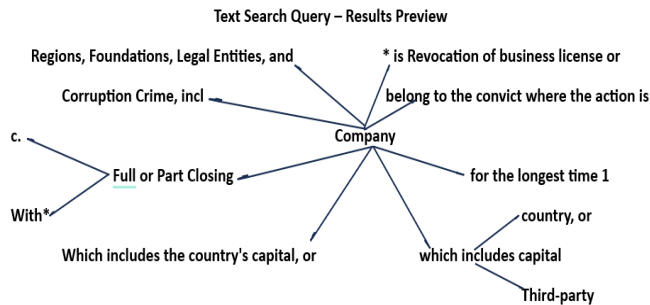 Text Search Query – Results Preview
Regions, Foundations, Legal Entities, and
* is Revocation of business license or
Corruption Crime, incl
belong to the convict where the action is
Company
c.
Full or Part Closing
for the longest time 1
With*
country, or
Which includes the country's capital, or
which includes capital
Third-party